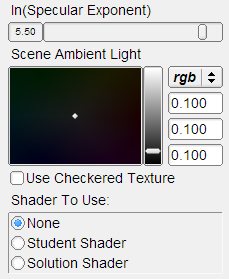 ln(Specular Exponent)
5.50
Scene Ambient Light
rgb
0.100
0.100
0.100
Use Checkered Texture
Shader To Use:
None
Student Shader
Solution Shader